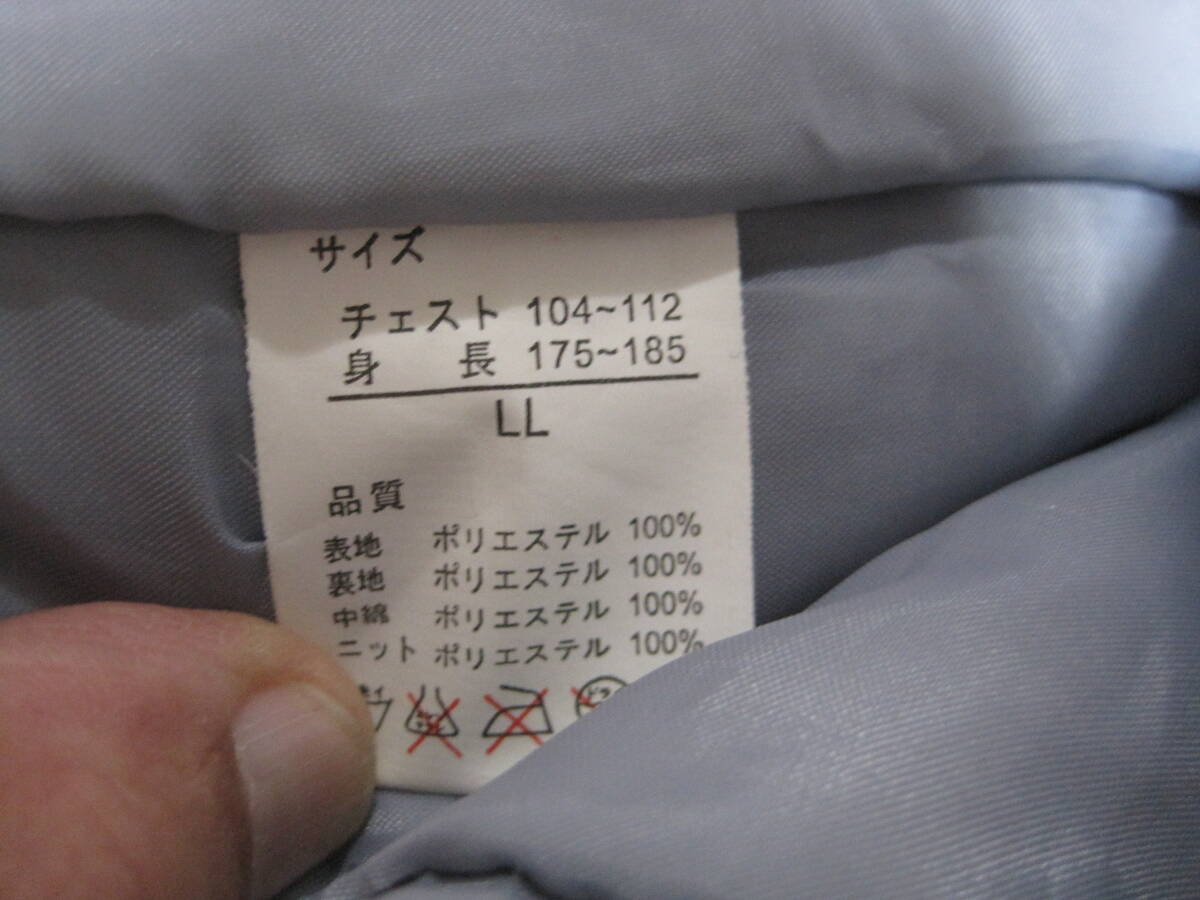 サイズ
チェスト 104~112
身 長 175~185
LL
品質
表地 ポリエステル 100%
裏地 ポリエステル 100%
中綿 ポリエステル 100%
ニット ポリエステル 100%